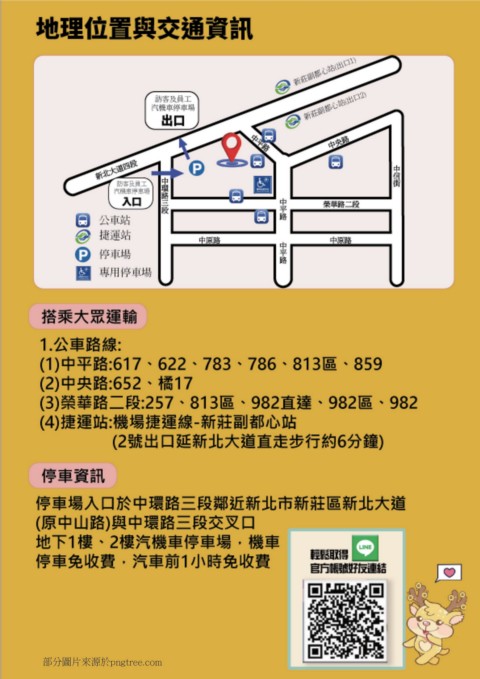 地理位置與交通資訊
新莊副都心站(出口1)
新莊副都心站(出口2)
訪客及員工
汽機車停車場
出口
中平路
中央路
新北大道四段
P
訪客及員工
汽機車停車場
入口
中環路三段
中平路
榮華路二段
中信街
公車站
捷運站
P 停車場
專用停車場
中原路
中原路
中平路
搭乘大眾運輸
1.公車路線:
(1)中平路:617、622、783、786、813區、859
(2)中央路:652、橘17
(3)榮華路二段:257、813區、982直達、982區、982
(4)捷運站:機場捷運線-新莊副都心站
(2號出口延新北大道直走步行約6分鐘)
停車資訊
停車場入口於中環路三段鄰近新北市新莊區新北大道
(原中山路)與中環路三段交叉口
地下1樓、2樓汽機車停車場，機車
停車免收費，汽車前1小時免收費
輕鬆取得 LINE
官方帳號好友連結
部分圖片來源於pngtree.com